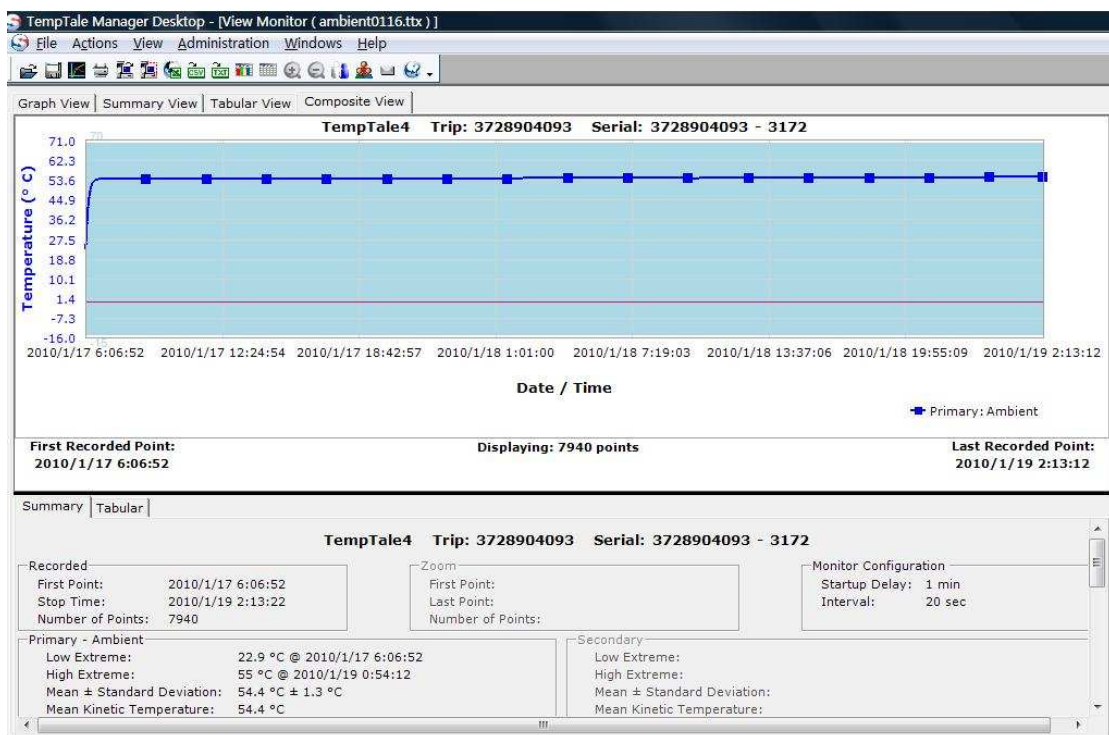 TempTale Manager Desktop - [View Monitor ( ambient0116.ttx ) ]
File Actions View Administration Windows Help
CSV TXT
Graph View Summary View Tabular View Composite View
TempTale4 Trip: 3728904093 Serial: 3728904093 - 3172
70
71.0
62.3
53.6
44.9
36.2
27.5
18.8
10.1
1.4
-7.3
-16.0
-15
Temperature (° C)
2010/1/17 6:06:52 2010/1/17 12:24:54 2010/1/17 18:42:57 2010/1/18 1:01:00 2010/1/18 7:19:03 2010/1/18 13:37:06 2010/1/18 19:55:09 2010/1/19 2:13:12
Date / Time
Primary: Ambient
First Recorded Point: Displaying: 7940 points Last Recorded Point:
2010/1/17 6:06:52 2010/1/19 2:13:12
Summary Tabular
TempTale4 Trip: 3728904093 Serial: 3728904093 - 3172
Recorded Zoom Monitor Configuration
First Point: 2010/1/17 6:06:52 First Point: Startup Delay: 1 min
Stop Time: 2010/1/19 2:13:22 Last Point: Interval: 20 sec
Number of Points: 7940 Number of Points:
Primary - Ambient Secondary
Low Extreme: 22.9 °C @ 2010/1/17 6:06:52 Low Extreme:
High Extreme: 55 °C @ 2010/1/19 0:54:12 High Extreme:
Mean ± Standard Deviation: 54.4 °C ± 1.3 °C Mean ± Standard Deviation:
Mean Kinetic Temperature: 54.4 °C Mean Kinetic Temperature: